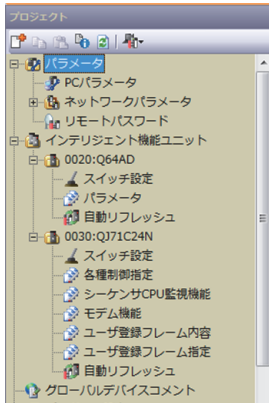 プロジェクト
パラメータ
PCパラメータ
ネットワークパラメータ
リモートパスワード
インテリジェント機能ユニット
0020:Q64AD
スイッチ設定
パラメータ
自動リフレッシュ
0030:QJ71C24N
スイッチ設定
各種制御指定
シーケンサCPU監視機能
モデム機能
ユーザ登録フレーム内容
ユーザ登録フレーム指定
自動リフレッシュ
グローバルデバイスコメント